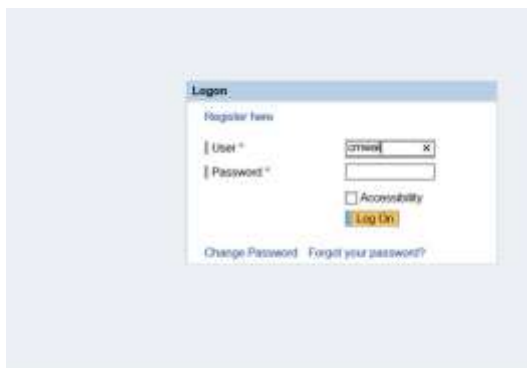 Logon
Register here
User *
Password *
Accessibility
Log On
Change Password Forgot your password?